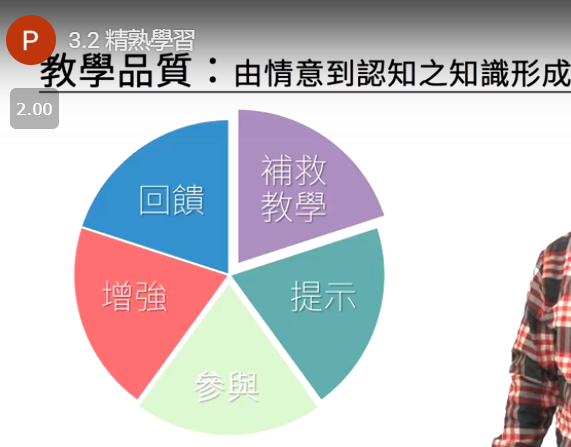 P
3.2 精熟學習
教學品質：由情意到認知之知識形成
2.00
回饋
補救
教學
增強
提示
參與